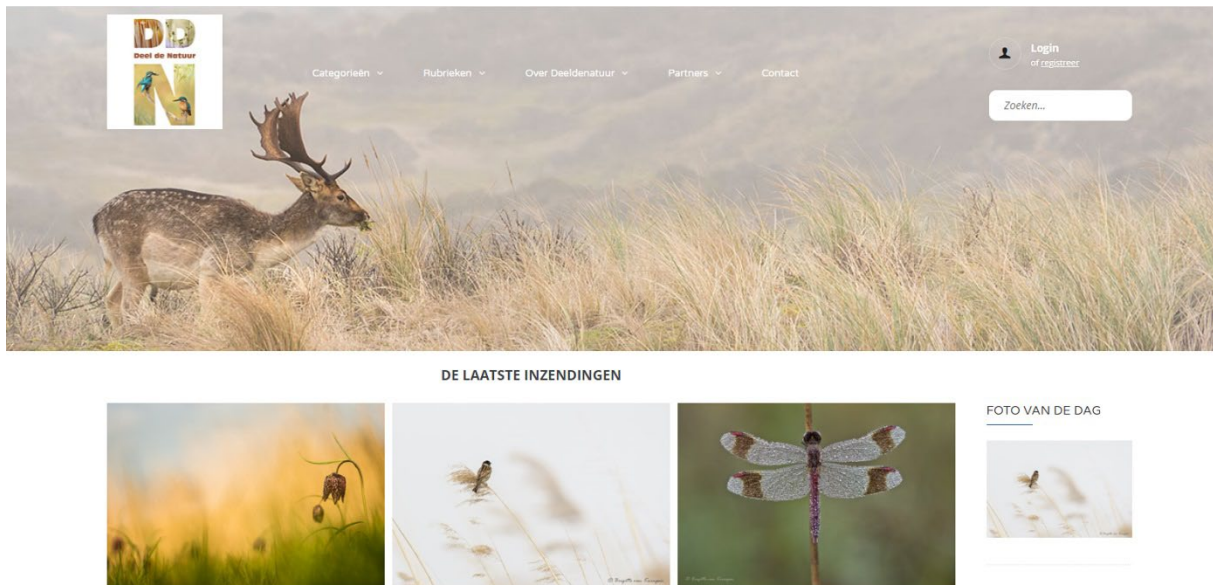 DD
Deel de Natuur
N
Categorieën
Rubrieken
Over Deeldenatuur
Partners
Contact
Login
of registreer
Zoeken...
DE LAATSTE INZENDINGEN
FOTO VAN DE DAG